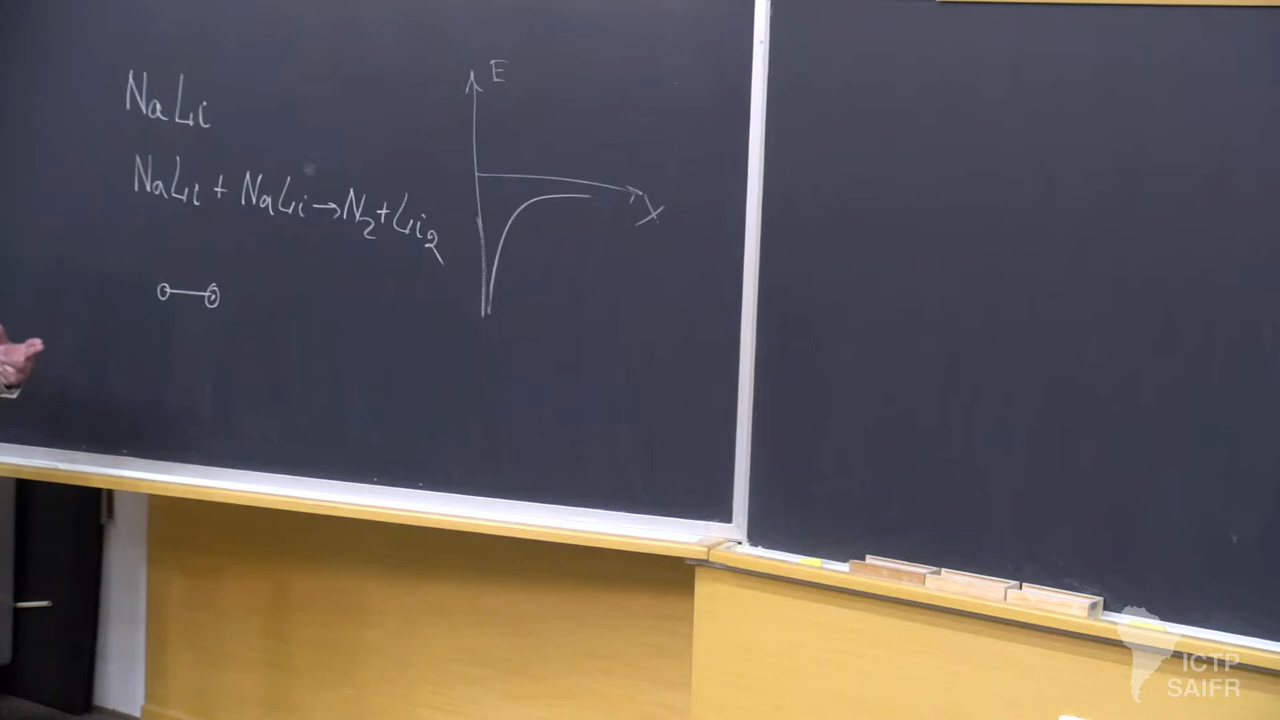 NaLi
NaLi + NaLi → N₂ + Li₂
E
X
ICTP
SAIFR